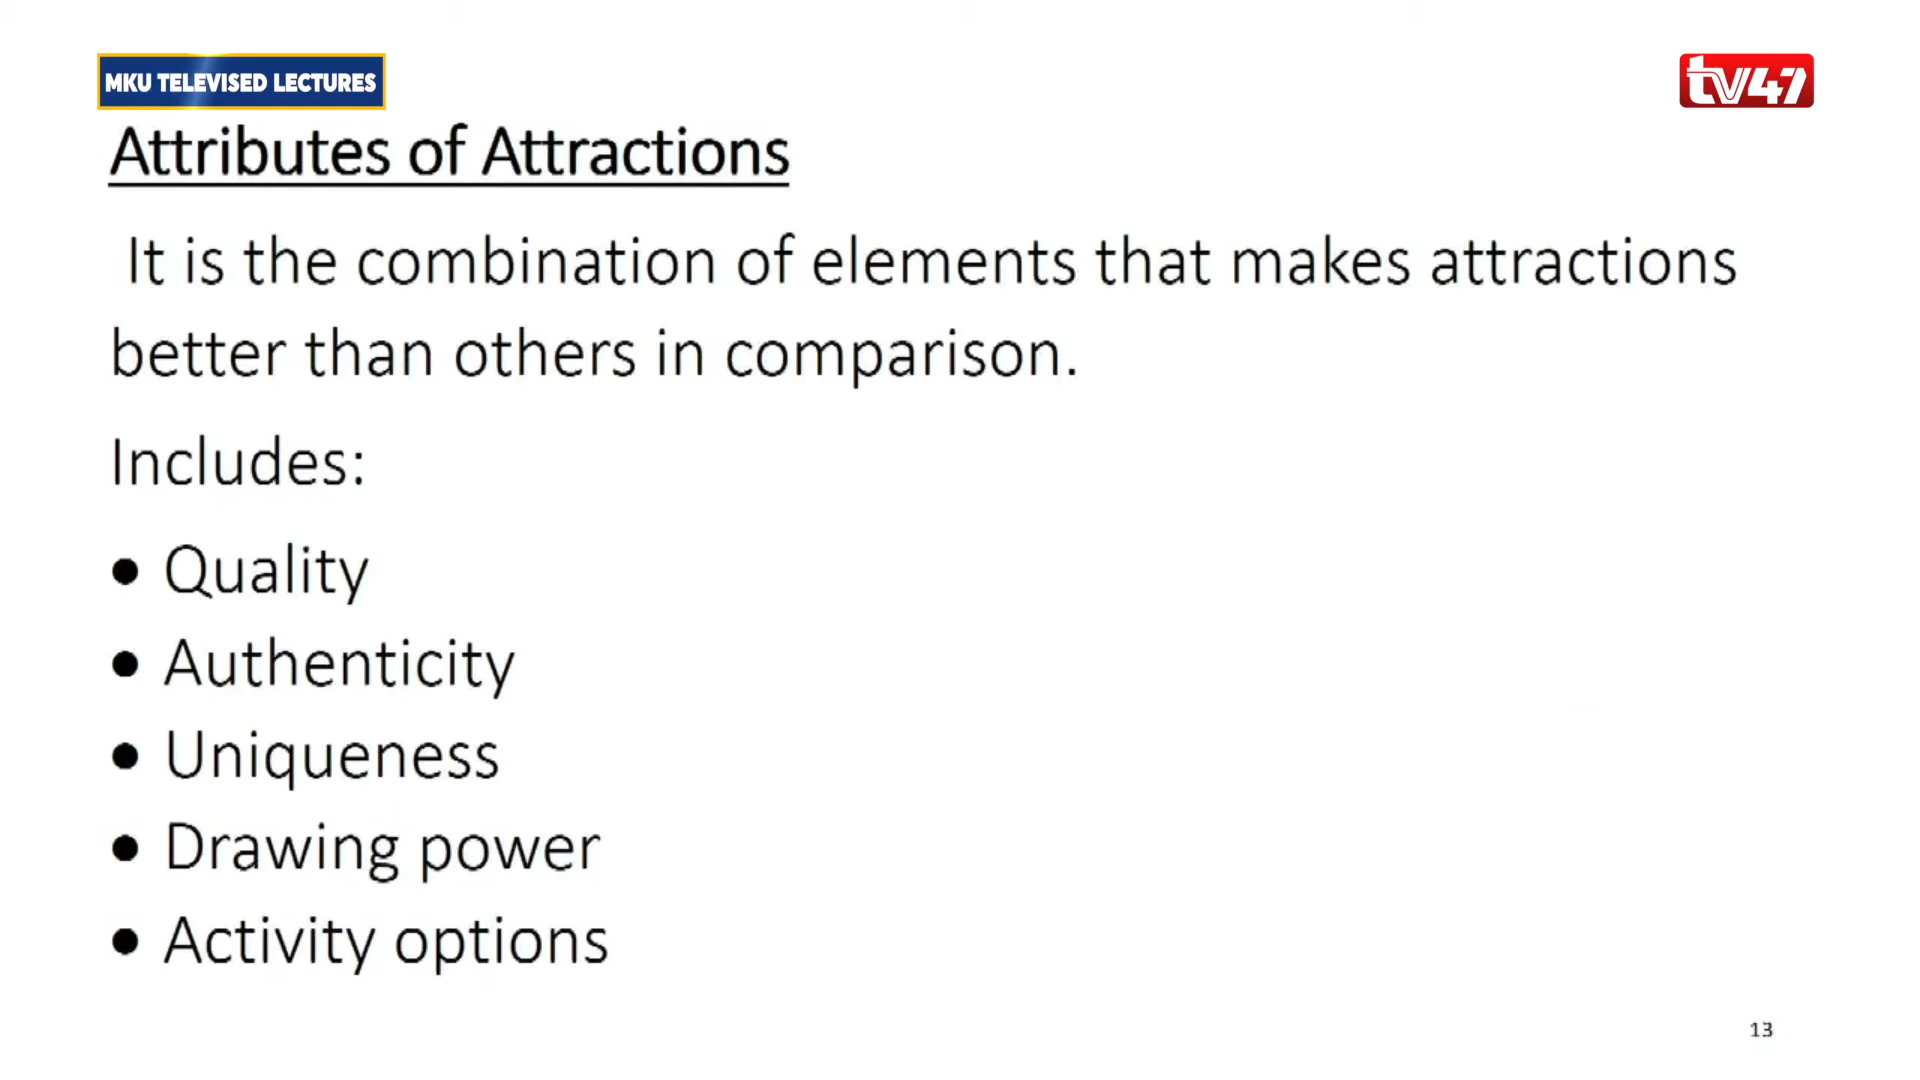 MKU TELEVISED LECTURES
tv47
Attributes of Attractions
It is the combination of elements that makes attractions
better than others in comparison.
Includes:
• Quality
• Authenticity
• Uniqueness
• Drawing power
• Activity options
13